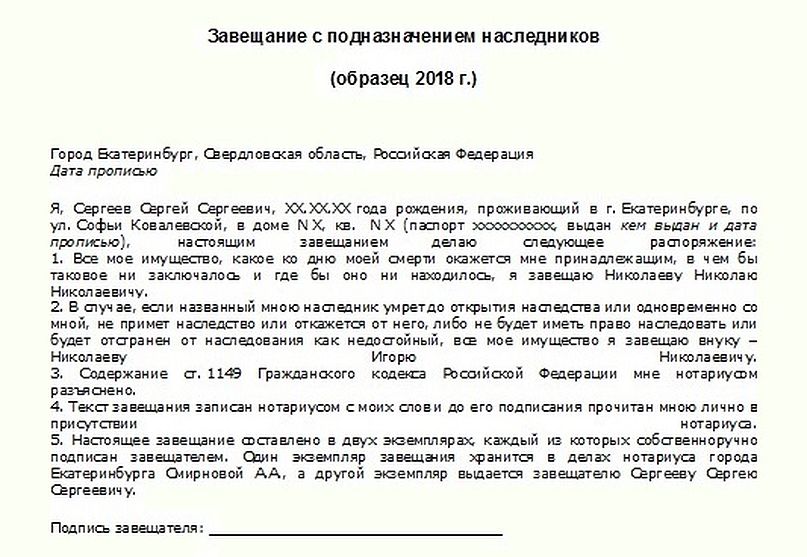 Завещание с подназначением наследников
(образец 2018 г.)
Город Екатеринбург, Свердловская область, Российская Федерация
Дата прописью
Я, Сергеев Сергей Сергеевич, XX.XX.XX года рождения, проживающий в г. Екатеринбурге, по
ул. Софьи Ковалевской, в доме N X, кв. N X (паспорт xxxxxxxxxx, выдан кем выдан и дата
прописью), настоящим завещанием делаю следующее распоряжение:
1. Все мое имущество, какое ко дню моей смерти окажется мне принадлежащим, в чем бы
таковое ни заключалось и где бы оно ни находилось, я завещаю Николаеву Николаю
Николаевичу.
2. В случае, если названный мною наследник умрет до открытия наследства или одновременно со
мной, не примет наследство или откажется от него, либо не будет иметь право наследовать или
будет отстранен от наследования как недостойный, все мое имущество я завещаю внуку –
Николаеву Игорю Николаевичу.
3. Содержание ст. 1149 Гражданского кодекса Российской Федерации мне нотариусом
разъяснено.
4. Текст завещания записан нотариусом с моих слов и до его подписания прочитан мною лично в
присутствии нотариуса.
5. Настоящее завещание составлено в двух экземплярах, каждый из которых собственноручно
подписан завещателем. Один экземпляр завещания хранится в делах нотариуса города
Екатеринбурга Смирновой А.А., а другой экземпляр выдается завещателю Сергееву Сергею
Сергеевичу.
Подпись завещателя: ____________________